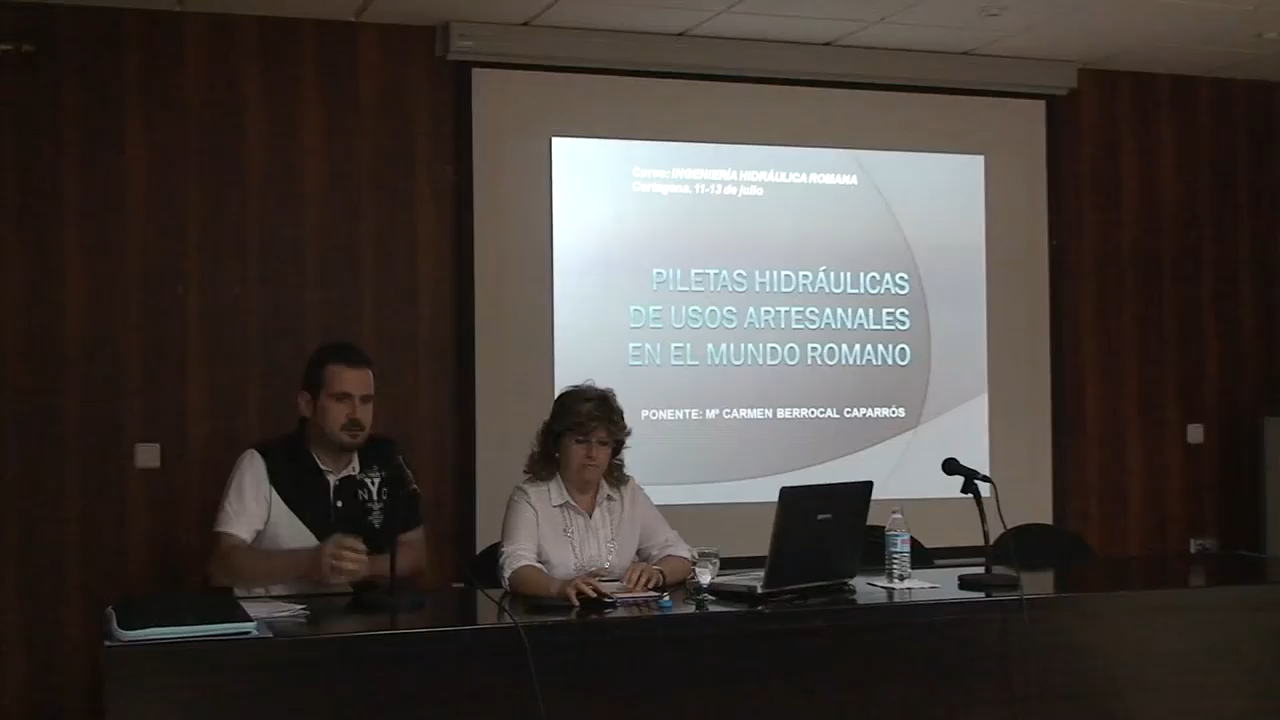 Curso: INGENIERÍA HIDRÁULICA ROMANA
Cartagena, 11-13 de julio
PILETAS HIDRÁULICAS
DE USOS ARTESANALES
EN EL MUNDO ROMANO
PONENTE: Mª CARMEN BERROCAL CAPARRÓS
NYC